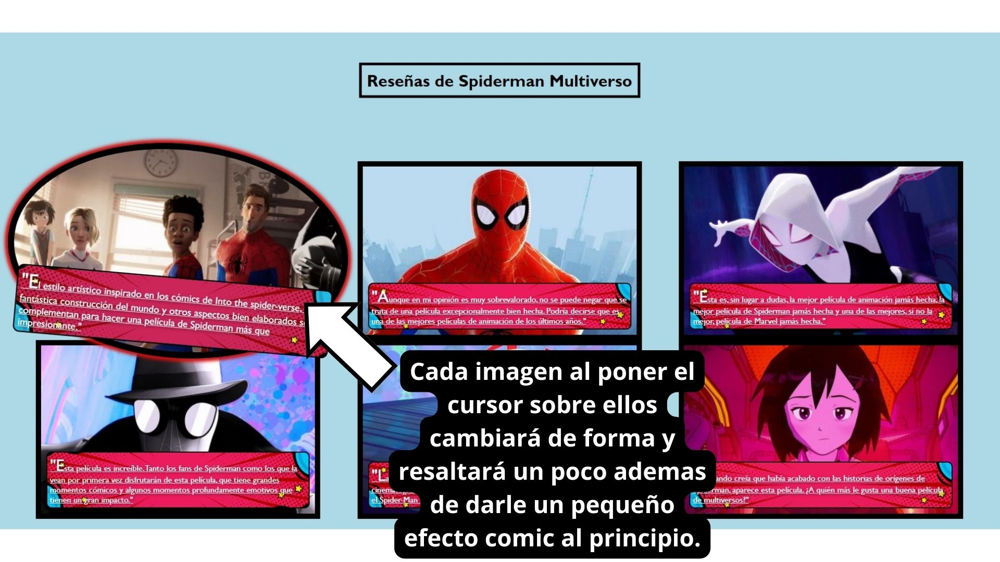 Reseñas de Spiderman Multiverso
"El estilo artístico inspirado en los cómics de Into the spider-verse,
fantástica construcción del mundo y otros aspectos bien elaborados
complementan para hacer una película de Spiderman más que
impresionante."
"Aunque en mi opinión es muy sobrevalorado, no se puede negar que se
trata de una película excepcionalmente bien hecha. Podría decirse que es
una de las mejores películas de animación de los últimos años."
"Esta es, sin lugar a dudas, la mejor película de animación jamás hecha, la
mejor película de Spiderman jamás hecha y una de las mejores, si no la
mejor, película de Marvel jamás hecha."
"Esta película es increíble. Tanto los fans de Spiderman como los que la
vean por primera vez disfrutarán de esta película, que tiene grandes
momentos cómicos y algunos momentos profundamente emotivos que
tienen un gran impacto."
"La
el Spider-Man
creía que había acabado con las historias de orígenes de
aparece esta película. ¿A quién más le gusta una buena película
de multiversos?"
Cada imagen al poner el
cursor sobre ellos
cambiará de forma y
resaltará un poco ademas
de darle un pequeño
efecto comic al principio.